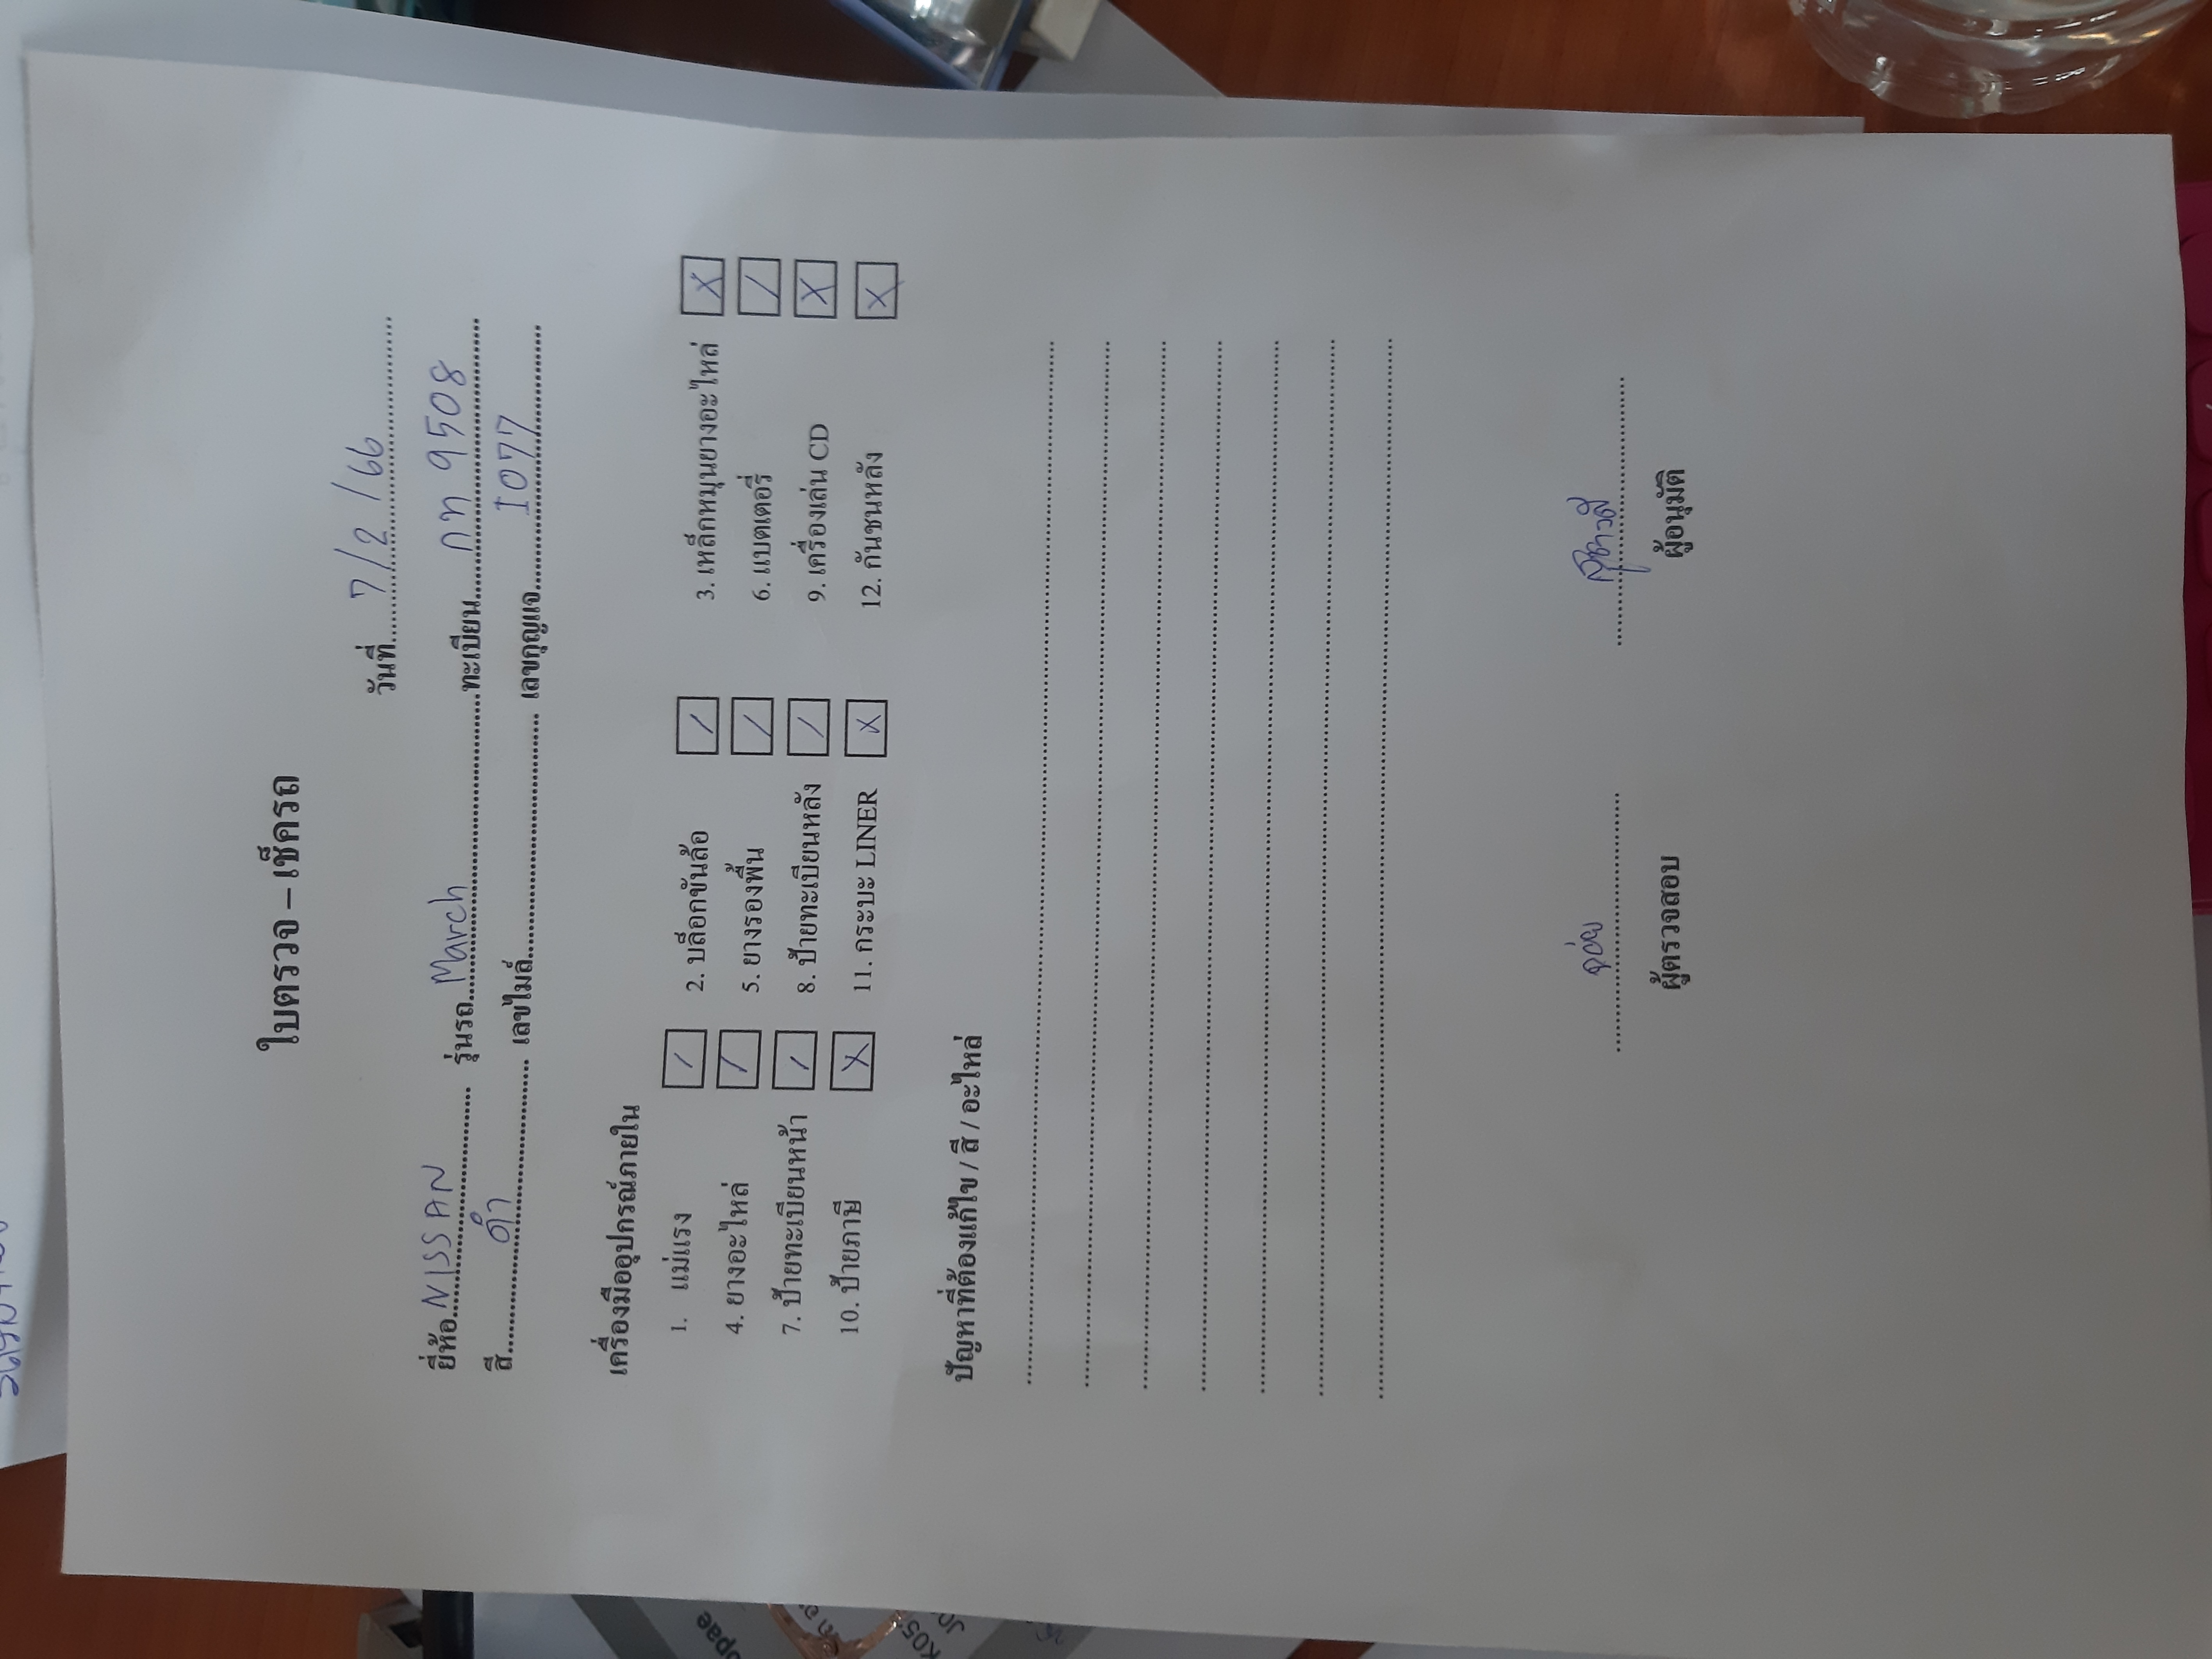 ใบตรวจ – เช็ครถ
วันที่ 7/2/66
ยี่ห้อ NISSAN รุ่นรถ March ทะเบียน กท 9508
สี ดำ เลขไมล์ เลขกุญแจ I077
เครื่องมืออุปกรณ์ภายใน
1. แม่แรง / 2. บล็อกขันล้อ / 3. เหล็กหมุนยางอะไหล่ X
4. ยางอะไหล่ / 5. ยางรองพื้น / 6. แบตเตอรี่ /
7. ป้ายทะเบียนหน้า / 8. ป้ายทะเบียนหลัง / 9. เครื่องเล่น CD X
10. ป้ายภาษี X 11. กระบะ LINER X 12. กันชนหลัง X
ปัญหาที่ต้องแก้ไข / สี / อะไหล่
ผู้ตรวจสอบ ผู้อนุมัติ
opae
K05